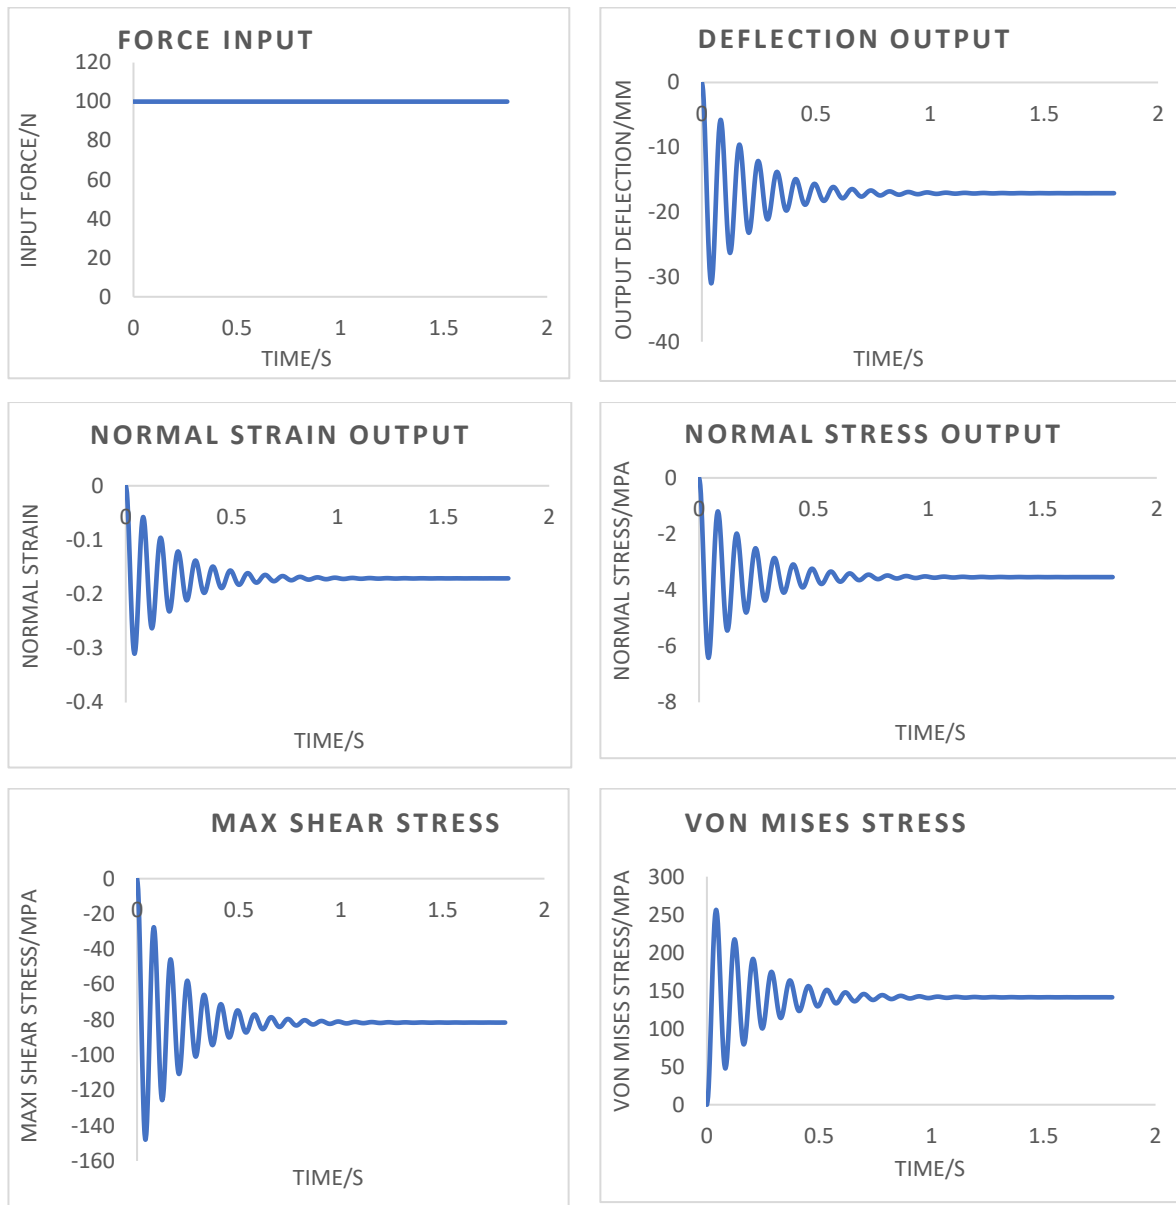 FORCE INPUT
120
100
80
60
40
20
0
INPUT FORCE/N
0 0.5 1 1.5 2
TIME/S
DEFLECTION OUTPUT
0
-10
-20
-30
-40
OUTPUT DEFLECTION/MM
0 0.5 1 1.5 2
TIME/S
NORMAL STRAIN OUTPUT
0
-0.1
-0.2
-0.3
-0.4
NORMAL STRAIN
0 0.5 1 1.5 2
TIME/S
NORMAL STRESS OUTPUT
0
-2
-4
-6
-8
NORMAL STRESS/MPA
0 0.5 1 1.5 2
TIME/S
MAX SHEAR STRESS
0
-20
-40
-60
-80
-100
-120
-140
-160
MAXI SHEAR STRESS/MPA
0 0.5 1 1.5 2
TIME/S
VON MISES STRESS
300
250
200
150
100
50
0
VON MISES STRESS/MPA
0 0.5 1 1.5 2
TIME/S